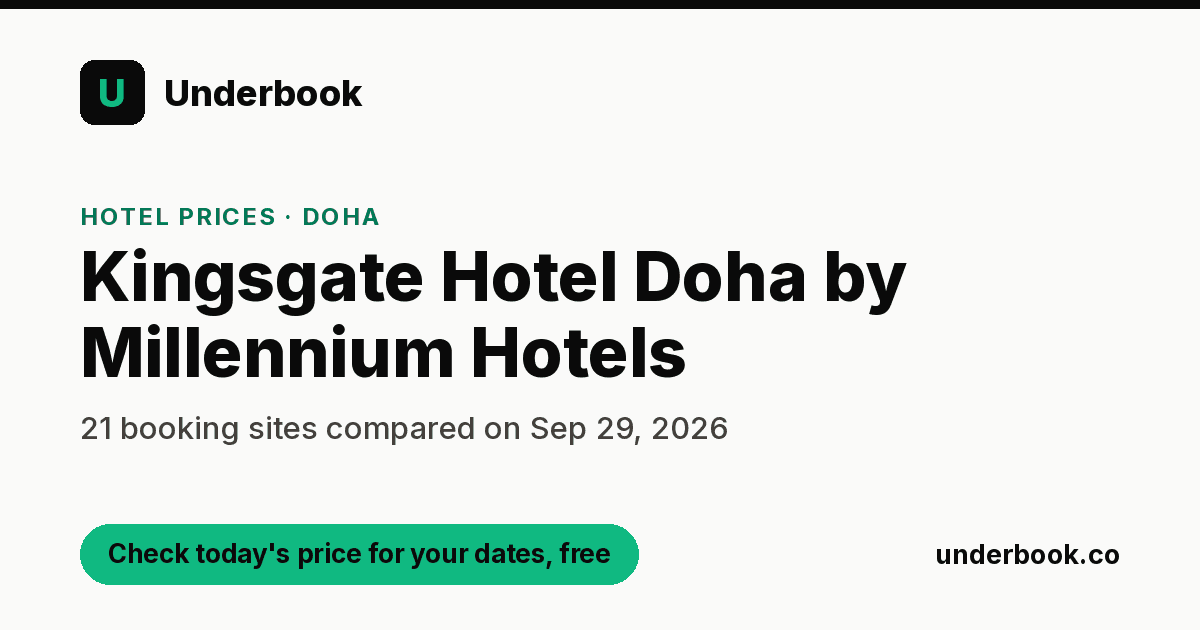 U Underbook
HOTEL PRICES · DOHA
Kingsgate Hotel Doha by
Millennium Hotels
21 booking sites compared on Sep 29, 2026
Check today's price for your dates, free
underbook.co